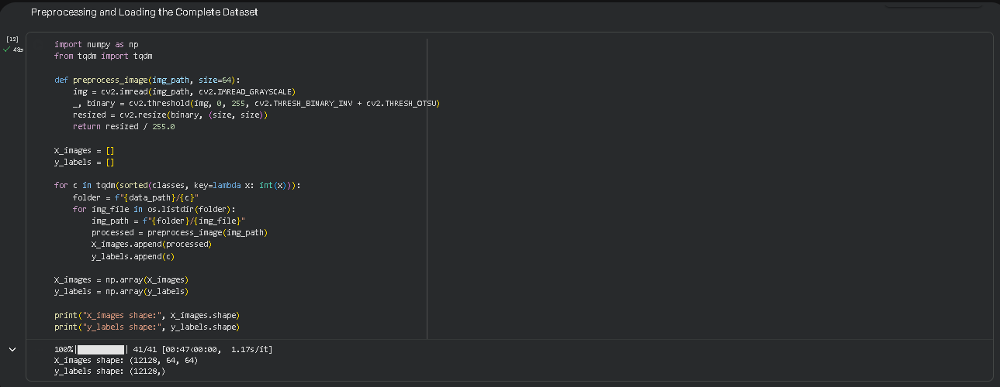 Preprocessing and Loading the Complete Dataset
[12]
48s
import numpy as np
from tqdm import tqdm
def preprocess_image(img_path, size=64):
img = cv2.imread(img_path, cv2.IMREAD_GRAYSCALE)
_, binary = cv2.threshold(img, 0, 255, cv2.THRESH_BINARY_INV + cv2.THRESH_OTSU)
resized = cv2.resize(binary, (size, size))
return resized / 255.0
X_images = []
y_labels = []
for c in tqdm(sorted(classes, key=lambda x: int(x))):
folder = f"{data_path}/{c}"
for img_file in os.listdir(folder):
img_path = f"{folder}/{img_file}"
processed = preprocess_image(img_path)
X_images.append(processed)
y_labels.append(c)
X_images = np.array(X_images)
y_labels = np.array(y_labels)
print("X_images shape:", X_images.shape)
print("y_labels shape:", y_labels.shape)
100%|██████████| 41/41 [00:47<00:00,  1.17s/it]
X_images shape: (12128, 64, 64)
y_labels shape: (12128,)